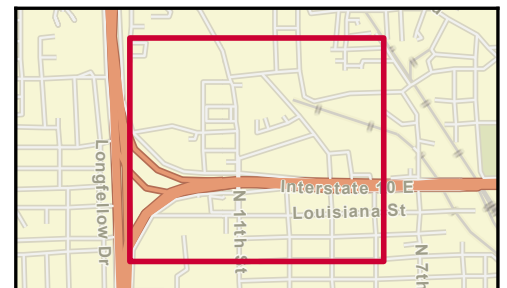 Longfellow Dr
Interstate 10 E
Louisiana St
N 11th St
N 7th